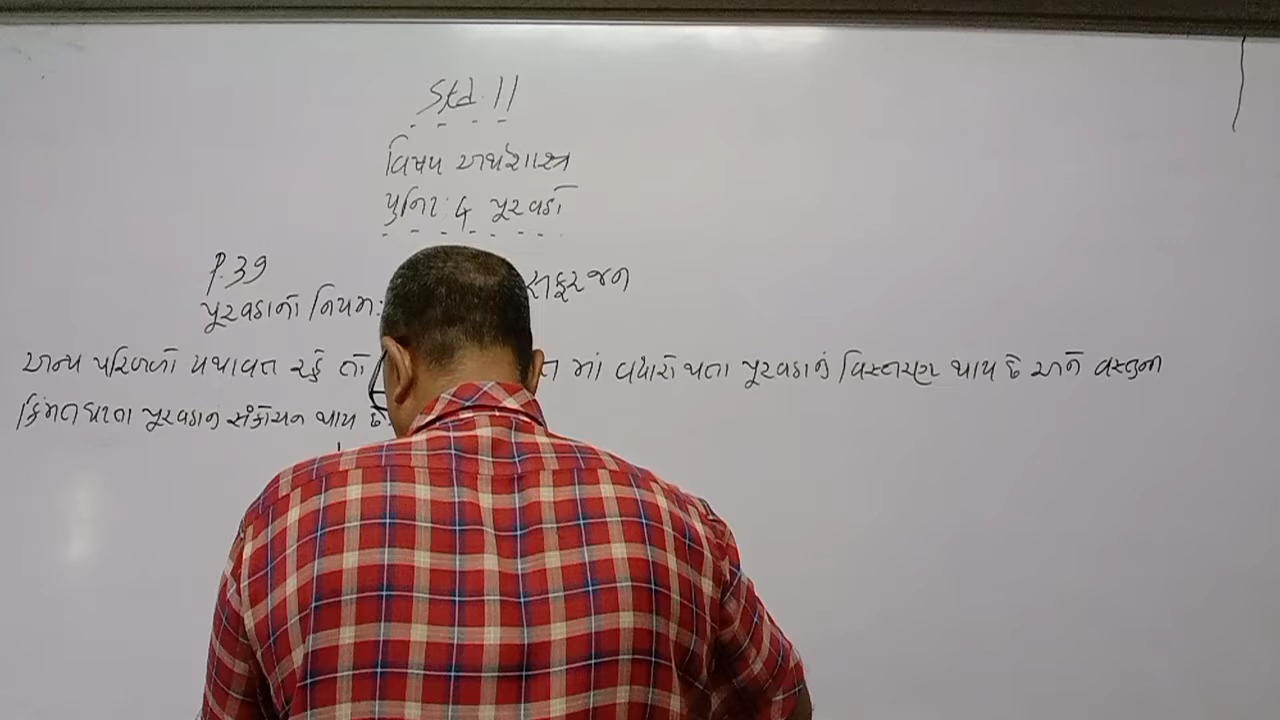 Std. 11
વિષય અર્થશાસ્ત્ર
યુનિટ: 4 પૂરવઠો
P.39
પૂરવઠાનો નિયમ:
અન્ય પરિબળો યથાવત રહે તો ત માં વધારો થતા પૂરવઠાનું વિસ્તરણ થાય છે અને વસ્તુના
કિંમત ઘટતા પૂરવઠાનું સંકોચન થાય છે